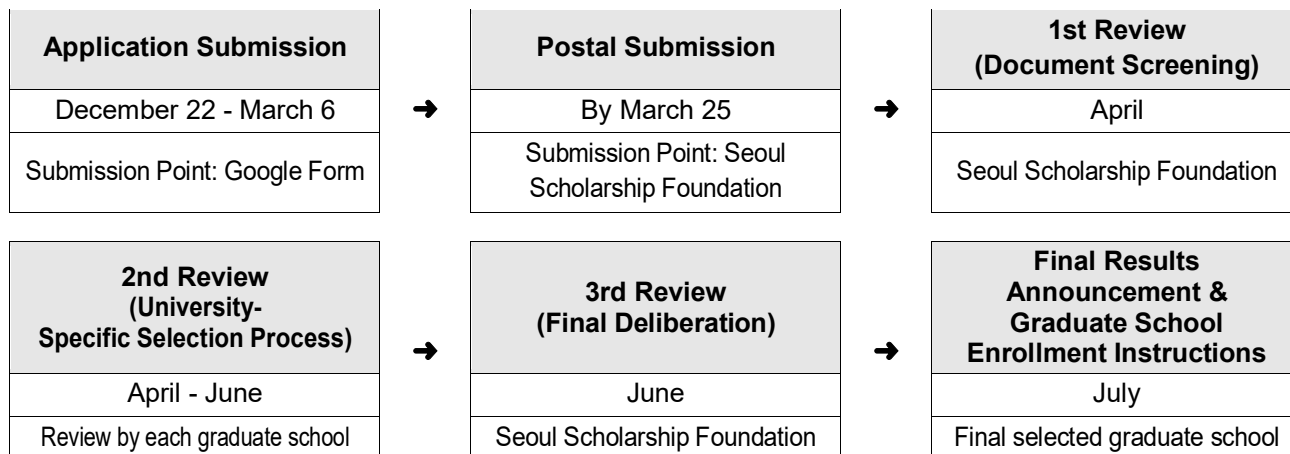 Application Submission
December 22 - March 6
Submission Point: Google Form
➜
Postal Submission
By March 25
Submission Point: Seoul
Scholarship Foundation
➜
1st Review
(Document Screening)
April
Seoul Scholarship Foundation
2nd Review
(University-
Specific Selection Process)
April - June
Review by each graduate school
➜
3rd Review
(Final Deliberation)
June
Seoul Scholarship Foundation
➜
Final Results
Announcement &
Graduate School
Enrollment Instructions
July
Final selected graduate school